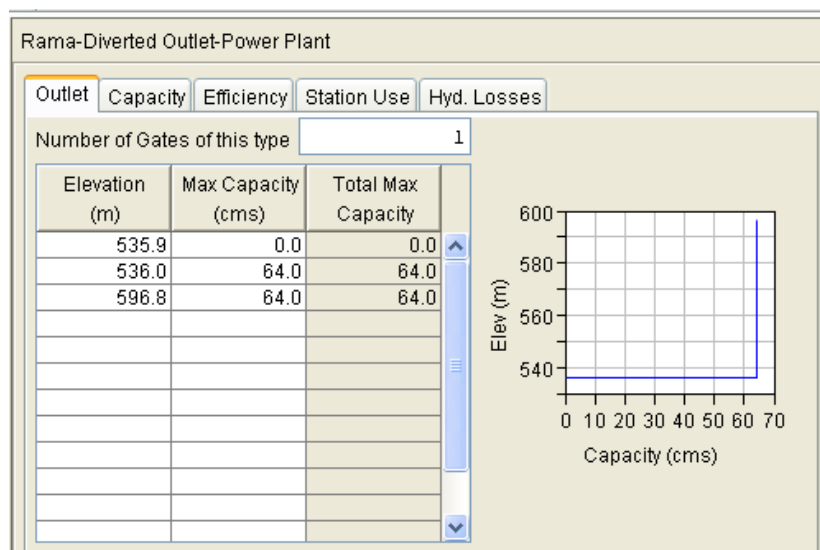 Rama-Diverted Outlet-Power Plant
Outlet Capacity Efficiency Station Use Hyd. Losses
Number of Gates of this type 1
Elevation Max Capacity Total Max
(m) (cms) Capacity
535.9 0.0 0.0
536.0 64.0 64.0
596.8 64.0 64.0
600
580
560
540
Elev (m)
0 10 20 30 40 50 60 70
Capacity (cms)